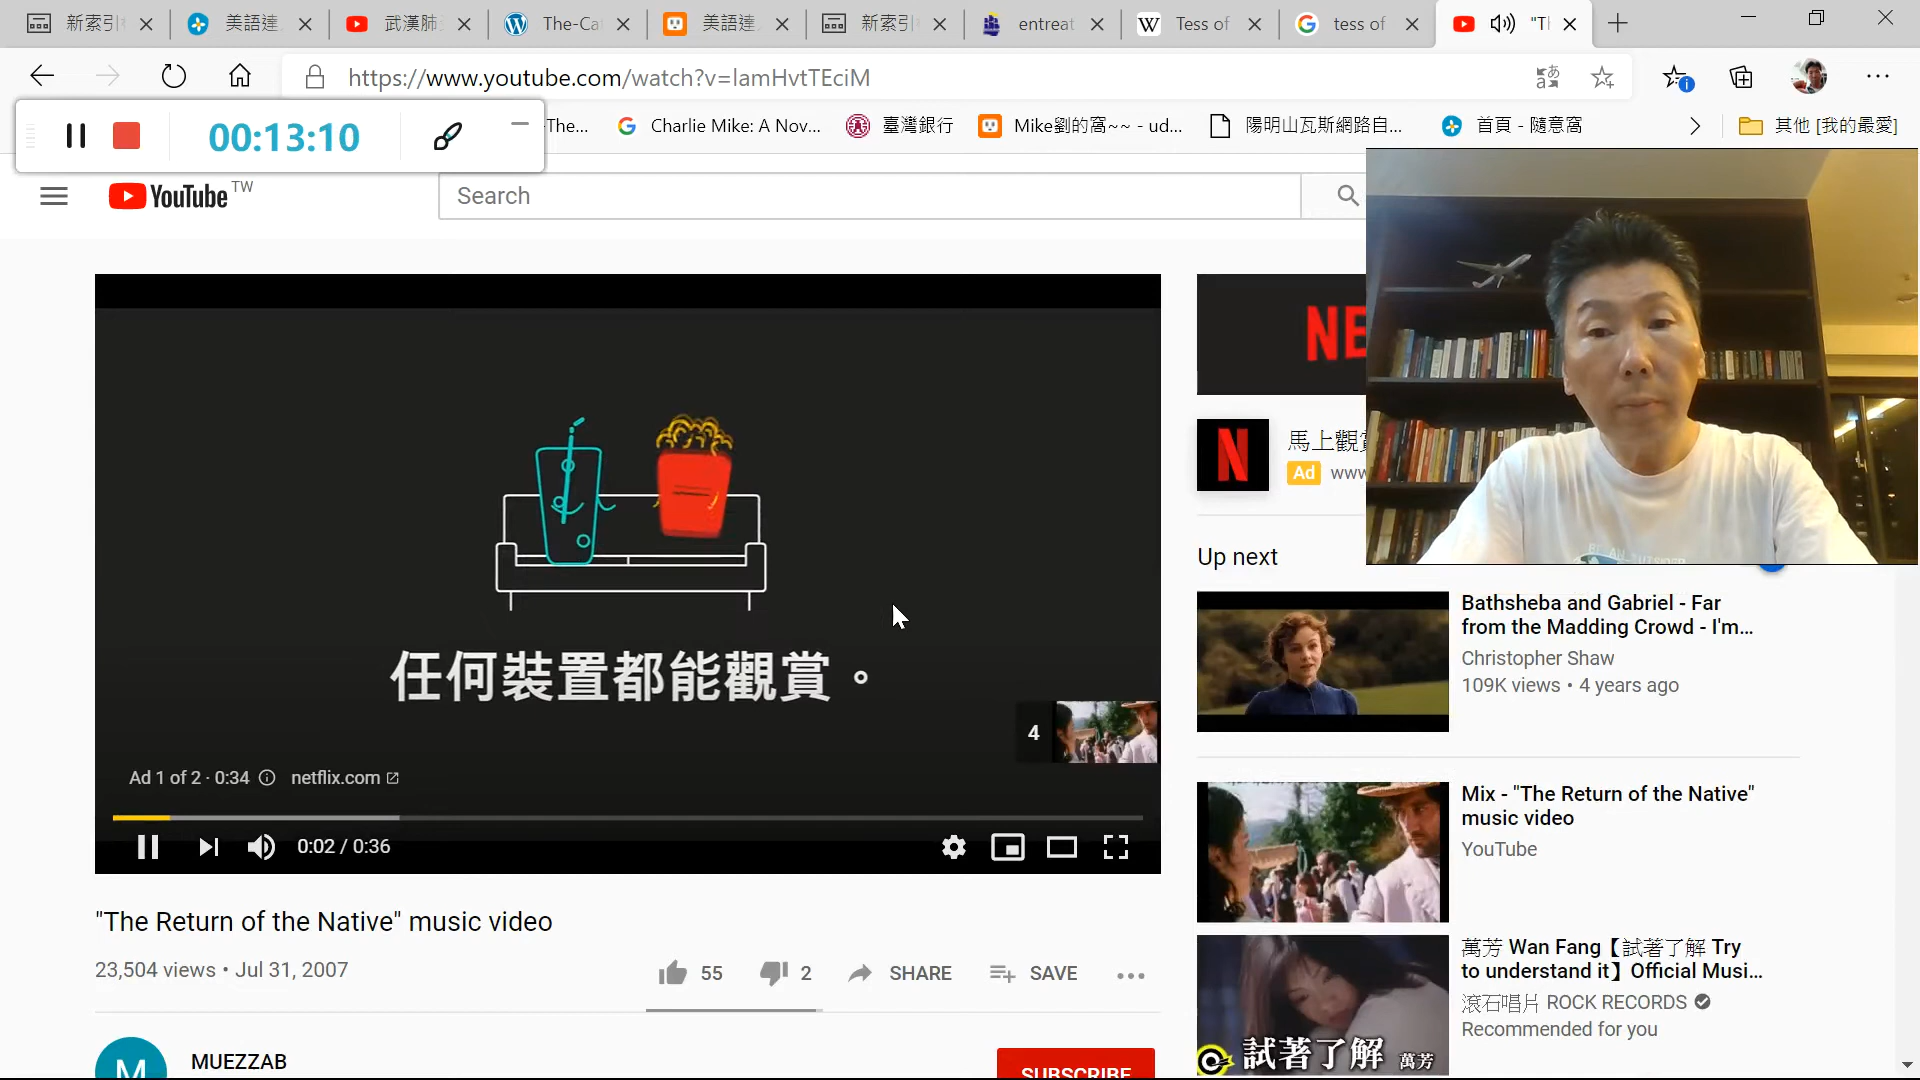 新索引
美語達
武漢肺
The-Ca
美語達
新索引
entreat
Tess of
tess of
"Tl
https://www.youtube.com/watch?v=lamHvtTEciM
00:13:10
The...
Charlie Mike: A Nov...
臺灣銀行
Mike劉的窩~~ - ud...
陽明山瓦斯網路自...
首頁 - 隨意窩
其他 [我的最愛]
YouTube TW
Search
NE
N
馬上觀賞
Ad www
任何裝置都能觀賞。
4
Ad 1 of 2 · 0:34 netflix.com
0:02 / 0:36
"The Return of the Native" music video
23,504 views • Jul 31, 2007
55
2
SHARE
SAVE
M
MUEZZAB
SUBSCRIBE
Up next
Bathsheba and Gabriel - Far
from the Madding Crowd - I'm...
Christopher Shaw
109K views • 4 years ago
Mix - "The Return of the Native"
music video
YouTube
萬芳 Wan Fang【試著了解 Try
to understand it】Official Musi...
滾石唱片 ROCK RECORDS
Recommended for you
試著了解 萬芳